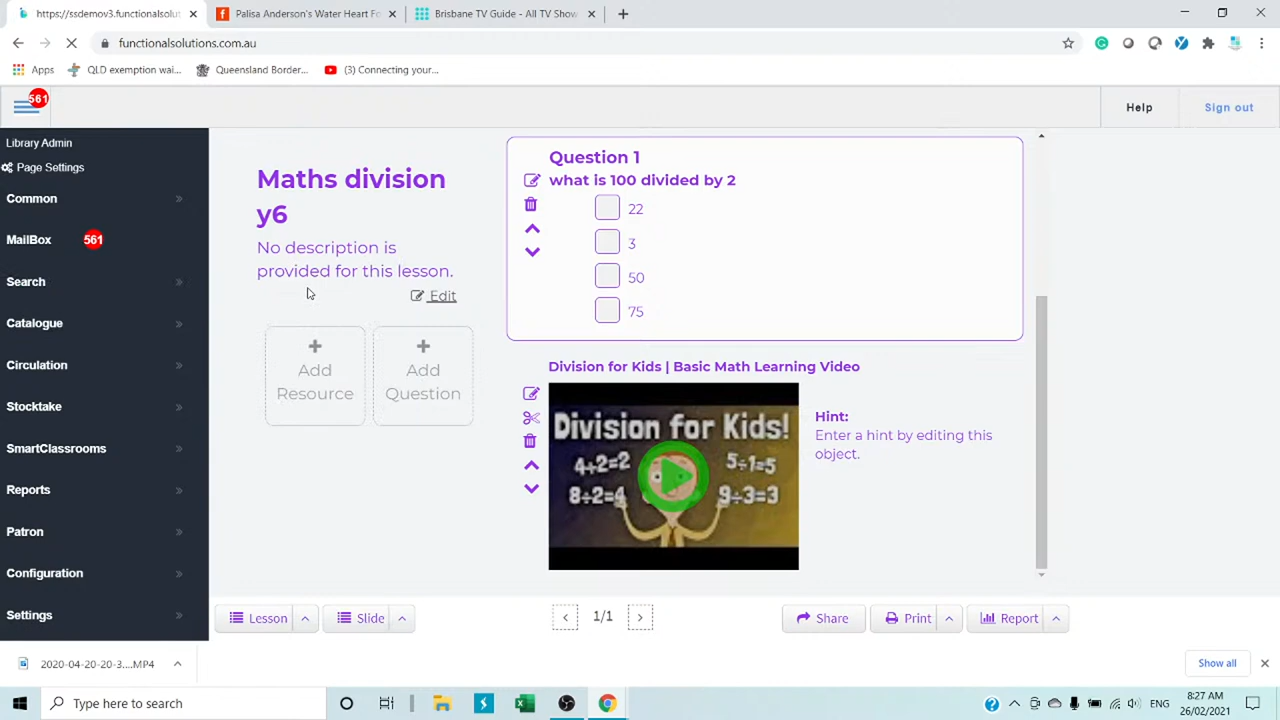 https://ssdemov3.functionalsolut
Palisa Anderson's Water Heart Fo
Brisbane TV Guide - All TV Show
functionalsolutions.com.au
Apps
QLD exemption wai...
Queensland Border...
(3) Connecting your...
561
Help
Sign out
Library Admin
Page Settings
Common
MailBox
561
Search
Catalogue
Circulation
Stocktake
SmartClassrooms
Reports
Patron
Configuration
Settings
Maths division
y6
No description is
provided for this lesson.
Edit
Add
Resource
Add
Question
Question 1
what is 100 divided by 2
22
3
50
75
Division for Kids | Basic Math Learning Video
Division for Kids!
4÷2=2
5÷1=5
8÷2=4
9÷3=3
Hint:
Enter a hint by editing this
object.
Lesson
Slide
1/1
Share
Print
Report
2020-04-20-20-3....MP4
Show all
Type here to search
ENG
8:27 AM
26/02/2021